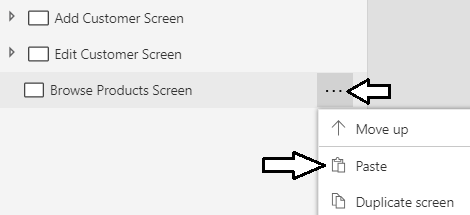 Add Customer Screen
Edit Customer Screen
Browse Products Screen
Move up
Paste
Duplicate screen